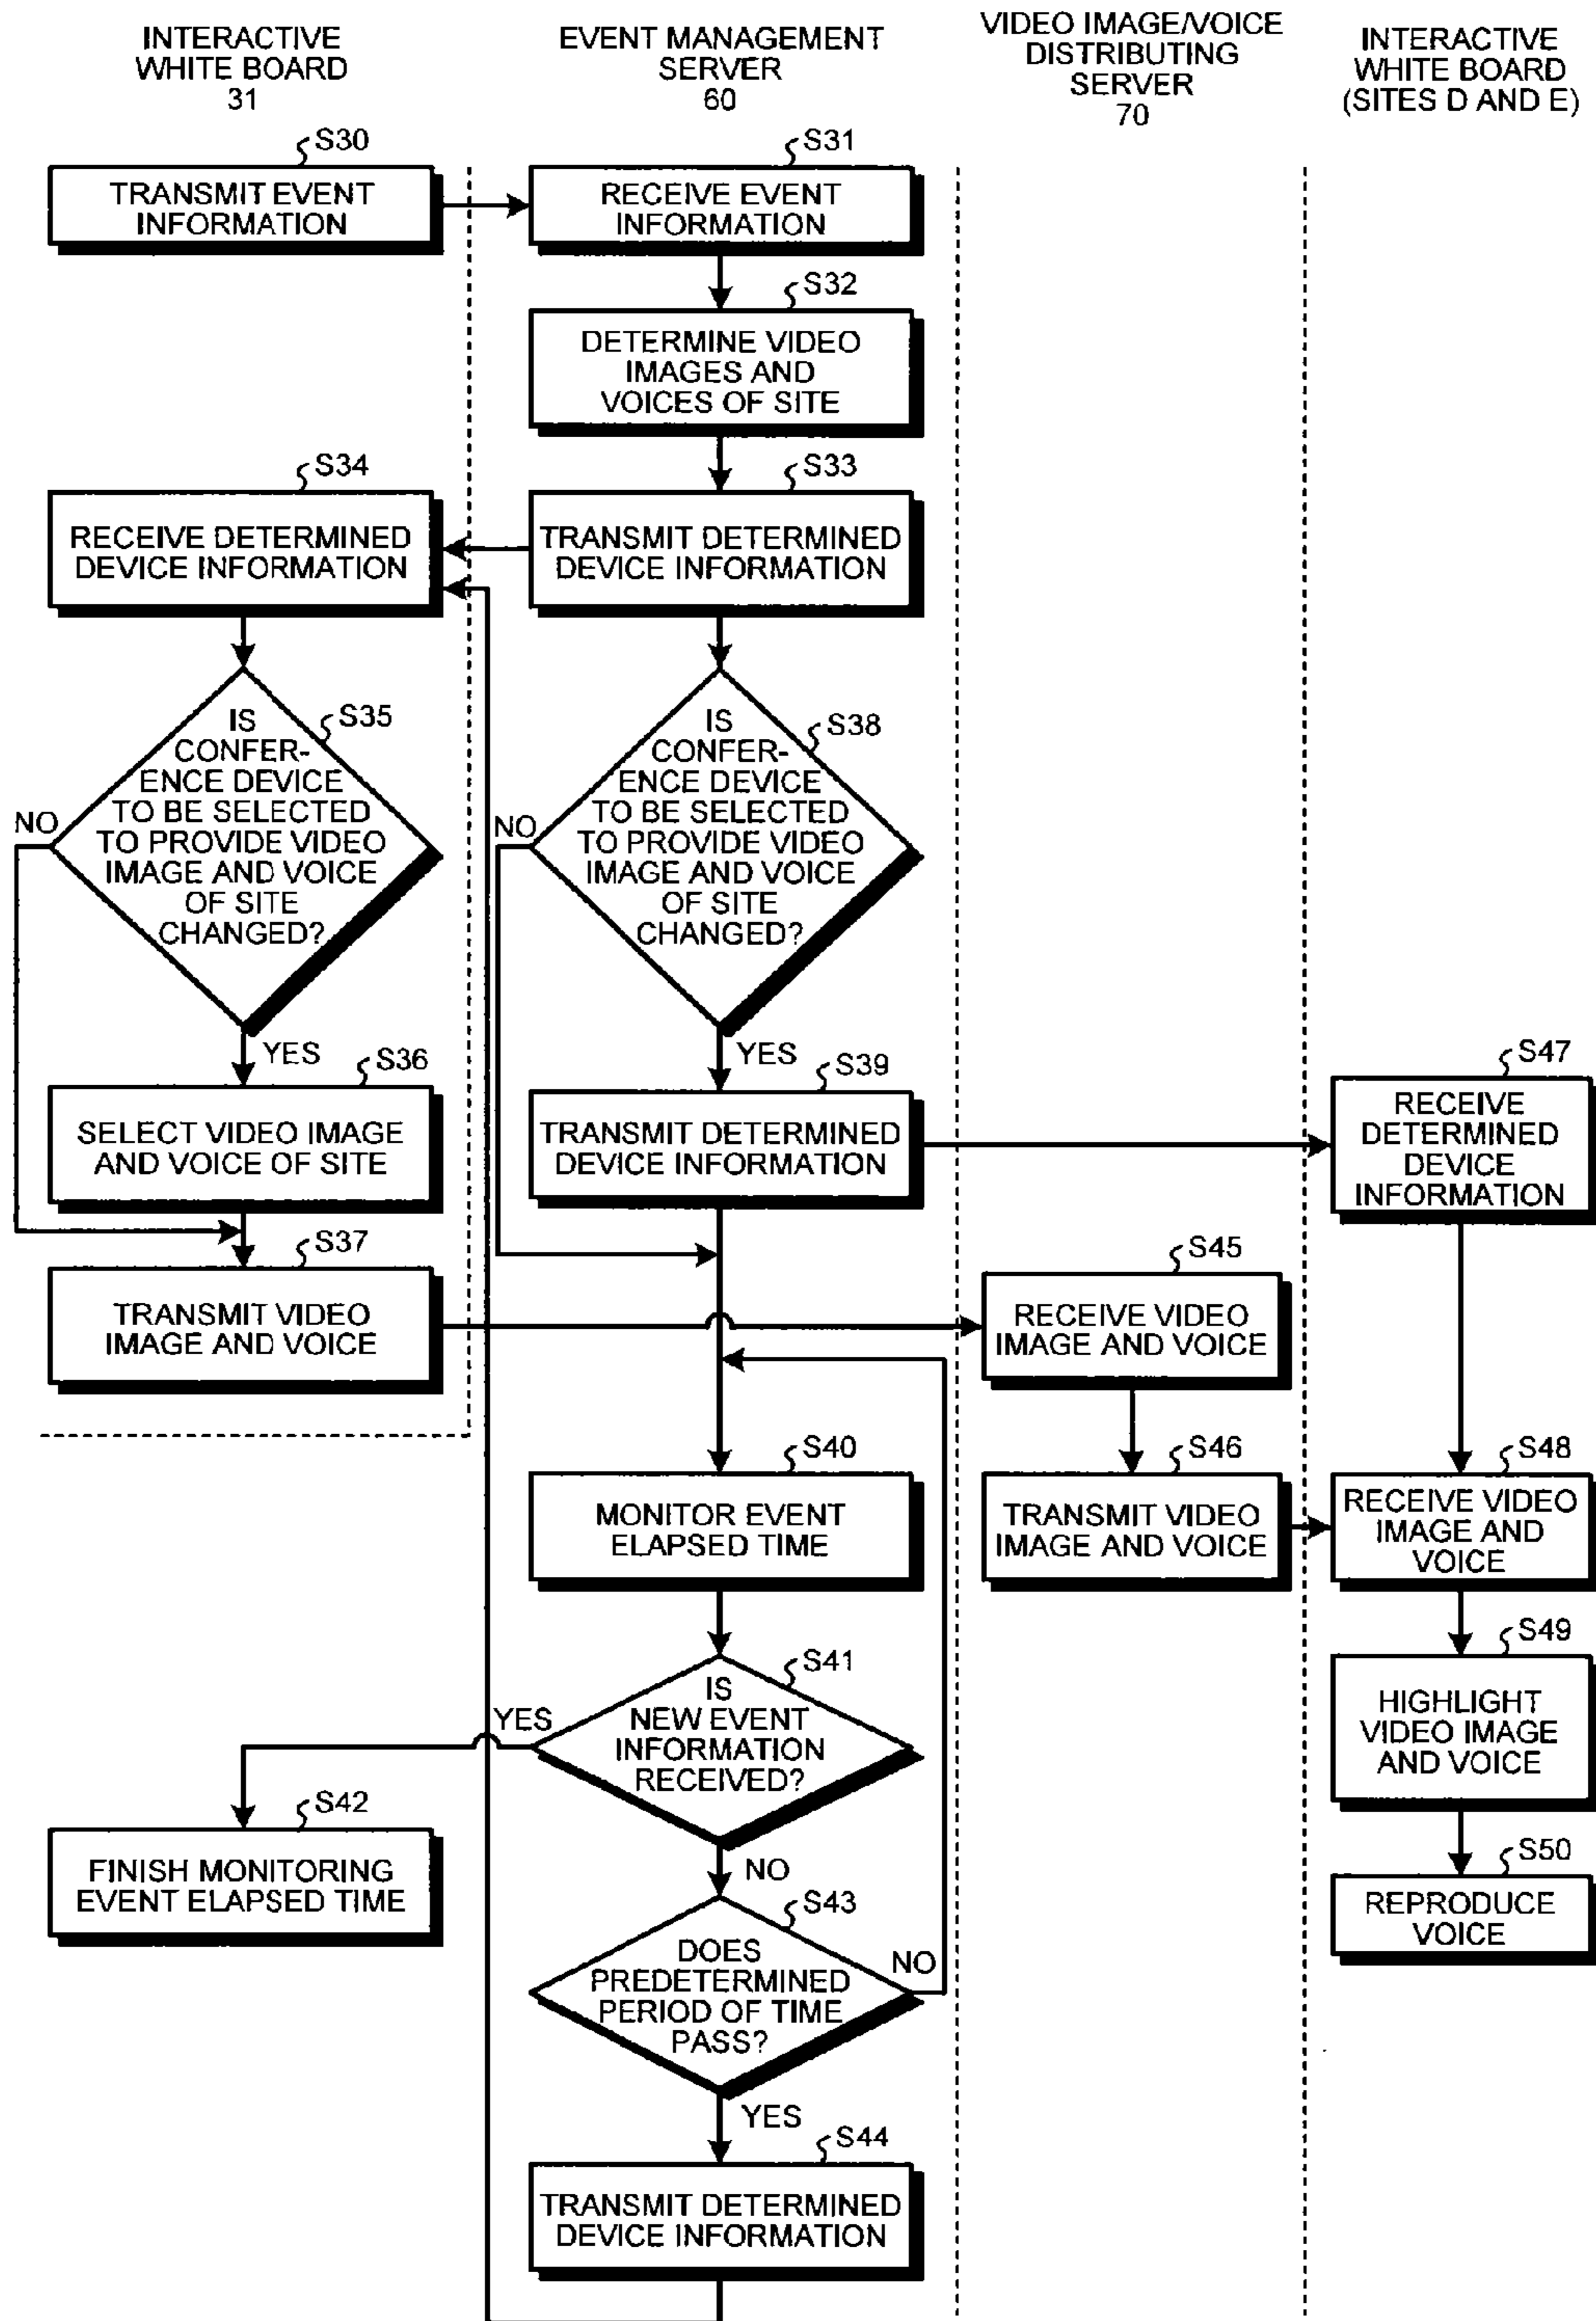 INTERACTIVE
WHITE BOARD
31
EVENT MANAGEMENT
SERVER
60
VIDEO IMAGE/VOICE
DISTRIBUTING
SERVER
70
INTERACTIVE
WHITE BOARD
(SITES D AND E)
S30
TRANSMIT EVENT
INFORMATION
S31
RECEIVE EVENT
INFORMATION
S32
DETERMINE VIDEO
IMAGES AND
VOICES OF SITE
S34
RECEIVE DETERMINED
DEVICE INFORMATION
S33
TRANSMIT DETERMINED
DEVICE INFORMATION
S35
IS
CONFER-
ENCE DEVICE
TO BE SELECTED
TO PROVIDE VIDEO
IMAGE AND VOICE
OF SITE
CHANGED?
NO
YES
S38
IS
CONFER-
ENCE DEVICE
TO BE SELECTED
TO PROVIDE VIDEO
IMAGE AND VOICE
OF SITE
CHANGED?
NO
YES
S36
SELECT VIDEO IMAGE
AND VOICE OF SITE
S39
TRANSMIT DETERMINED
DEVICE INFORMATION
S47
RECEIVE
DETERMINED
DEVICE
INFORMATION
S37
TRANSMIT VIDEO
IMAGE AND VOICE
S45
RECEIVE VIDEO
IMAGE AND VOICE
S40
MONITOR EVENT
ELAPSED TIME
S46
TRANSMIT VIDEO
IMAGE AND VOICE
S48
RECEIVE VIDEO
IMAGE AND
VOICE
S41
IS
NEW EVENT
INFORMATION
RECEIVED?
YES
NO
S49
HIGHLIGHT
VIDEO IMAGE
AND VOICE
S42
FINISH MONITORING
EVENT ELAPSED TIME
S43
DOES
PREDETERMINED
PERIOD OF TIME
PASS?
NO
YES
S50
REPRODUCE
VOICE
S44
TRANSMIT DETERMINED
DEVICE INFORMATION